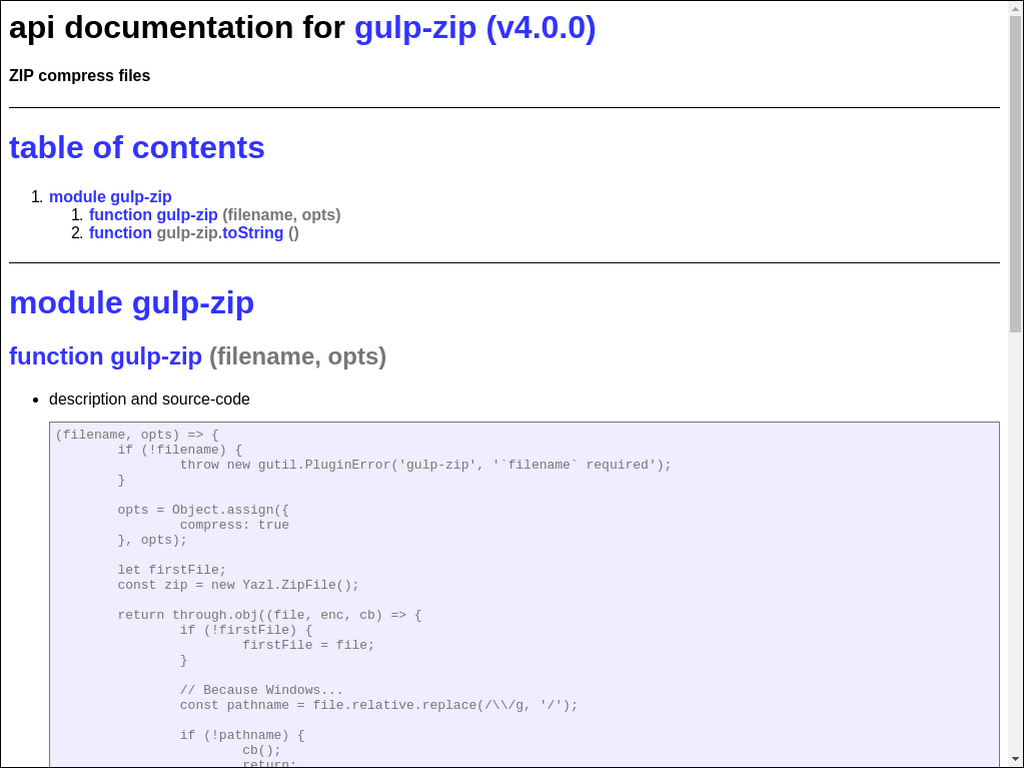 api documentation for gulp-zip (v4.0.0)
ZIP compress files
table of contents
1. module gulp-zip
1. function gulp-zip (filename, opts)
2. function gulp-zip.toString ()
module gulp-zip
function gulp-zip (filename, opts)
• description and source-code
(filename, opts) => {
        if (!filename) {
                throw new gutil.PluginError('gulp-zip', '`filename` required');
        }
        opts = Object.assign({
                compress: true
        }, opts);
        let firstFile;
        const zip = new Yazl.ZipFile();
        return through.obj((file, enc, cb) => {
                if (!firstFile) {
                        firstFile = file;
                }
                // Because Windows...
                const pathname = file.relative.replace(/\\/g, '/');
                if (!pathname) {
                        cb();
                        return;